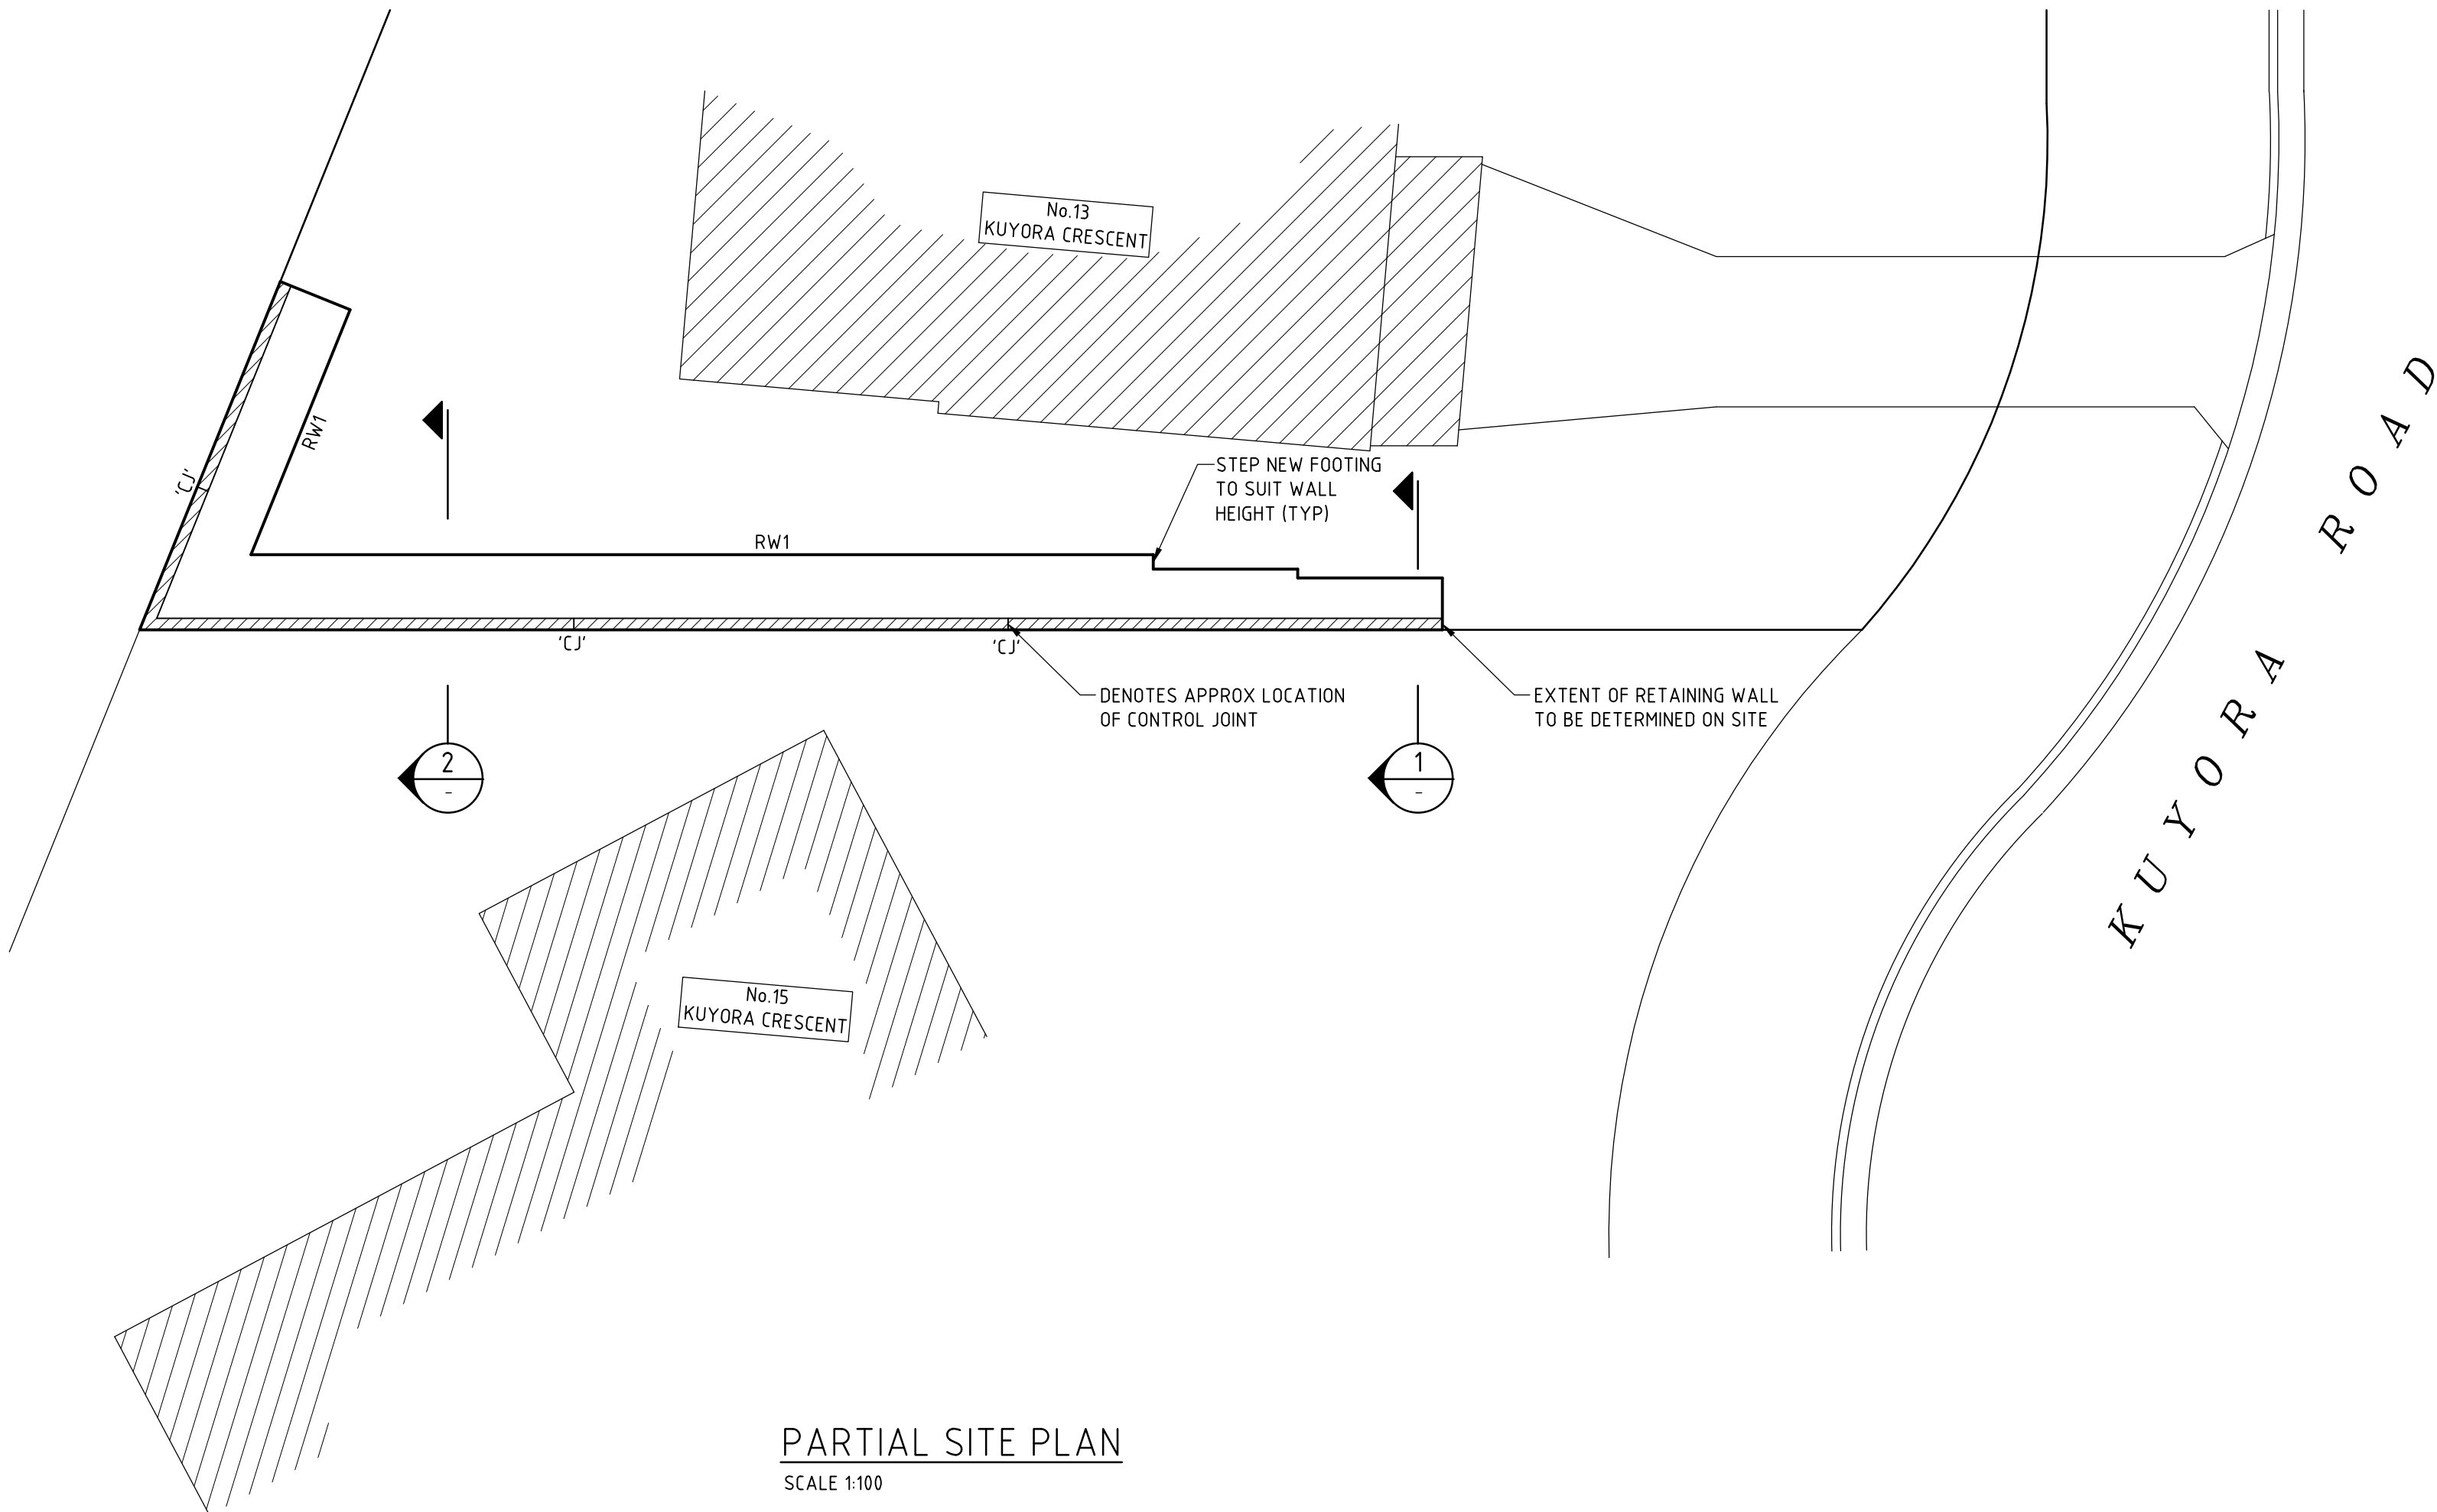 No.13
KUYORA CRESCENT
RW1
'CJ'
STEP NEW FOOTING
TO SUIT WALL
HEIGHT (TYP)
RW1
'CJ'
'CJ'
DENOTES APPROX LOCATION
OF CONTROL JOINT
EXTENT OF RETAINING WALL
TO BE DETERMINED ON SITE
2
-
1
-
KUYORA ROAD
No.15
KUYORA CRESCENT
PARTIAL SITE PLAN
SCALE 1:100